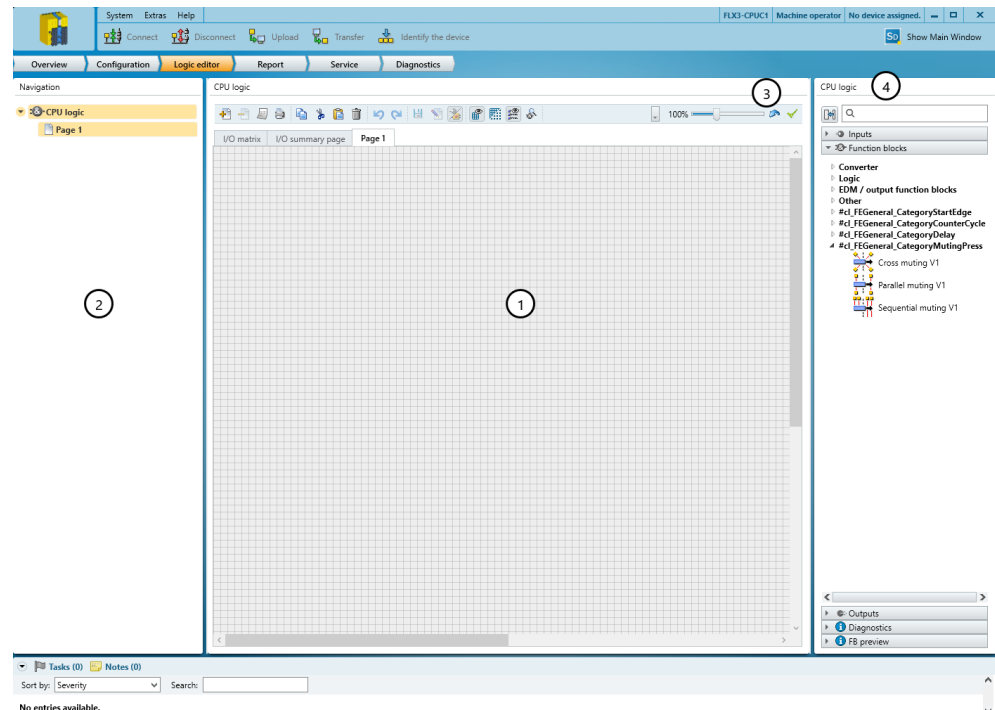 System Extras Help
FLX3-CPUC1 Machine operator No device assigned.
Connect Disconnect Upload Transfer Identify the device
SD Show Main Window
Overview Configuration Logic editor Report Service Diagnostics
Navigation
CPU logic
Page 1
2
CPU logic
3
100%
I/O matrix I/O summary page Page 1
1
CPU logic
4
Inputs
Function blocks
Converter
Logic
EDM / output function blocks
Other
#cl_FEGeneral_CategoryStartEdge
#cl_FEGeneral_CategoryCounterCycle
#cl_FEGeneral_CategoryDelay
#cl_FEGeneral_CategoryMutingPress
Cross muting V1
Parallel muting V1
Sequential muting V1
Outputs
Diagnostics
FB preview
Tasks (0) Notes (0)
Sort by: Severity Search:
No entries available.